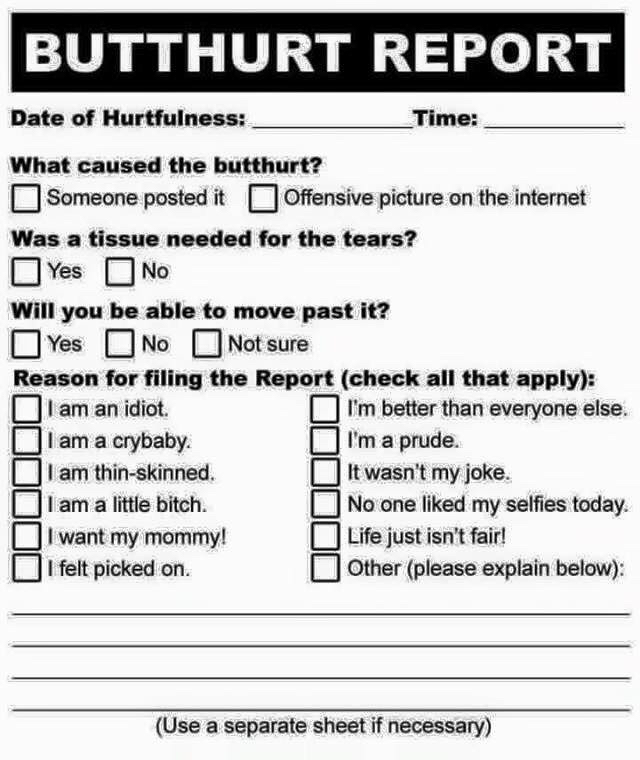 BUTTHURT REPORT
Date of Hurtfulness: ____________ Time: ____________
What caused the butthurt?
Someone posted it Offensive picture on the internet
Was a tissue needed for the tears?
Yes No
Will you be able to move past it?
Yes No Not sure
Reason for filing the Report (check all that apply):
I am an idiot. I'm better than everyone else.
I am a crybaby. I'm a prude.
I am thin-skinned. It wasn't my joke.
I am a little bitch. No one liked my selfies today.
I want my mommy! Life just isn't fair!
I felt picked on. Other (please explain below):
(Use a separate sheet if necessary)